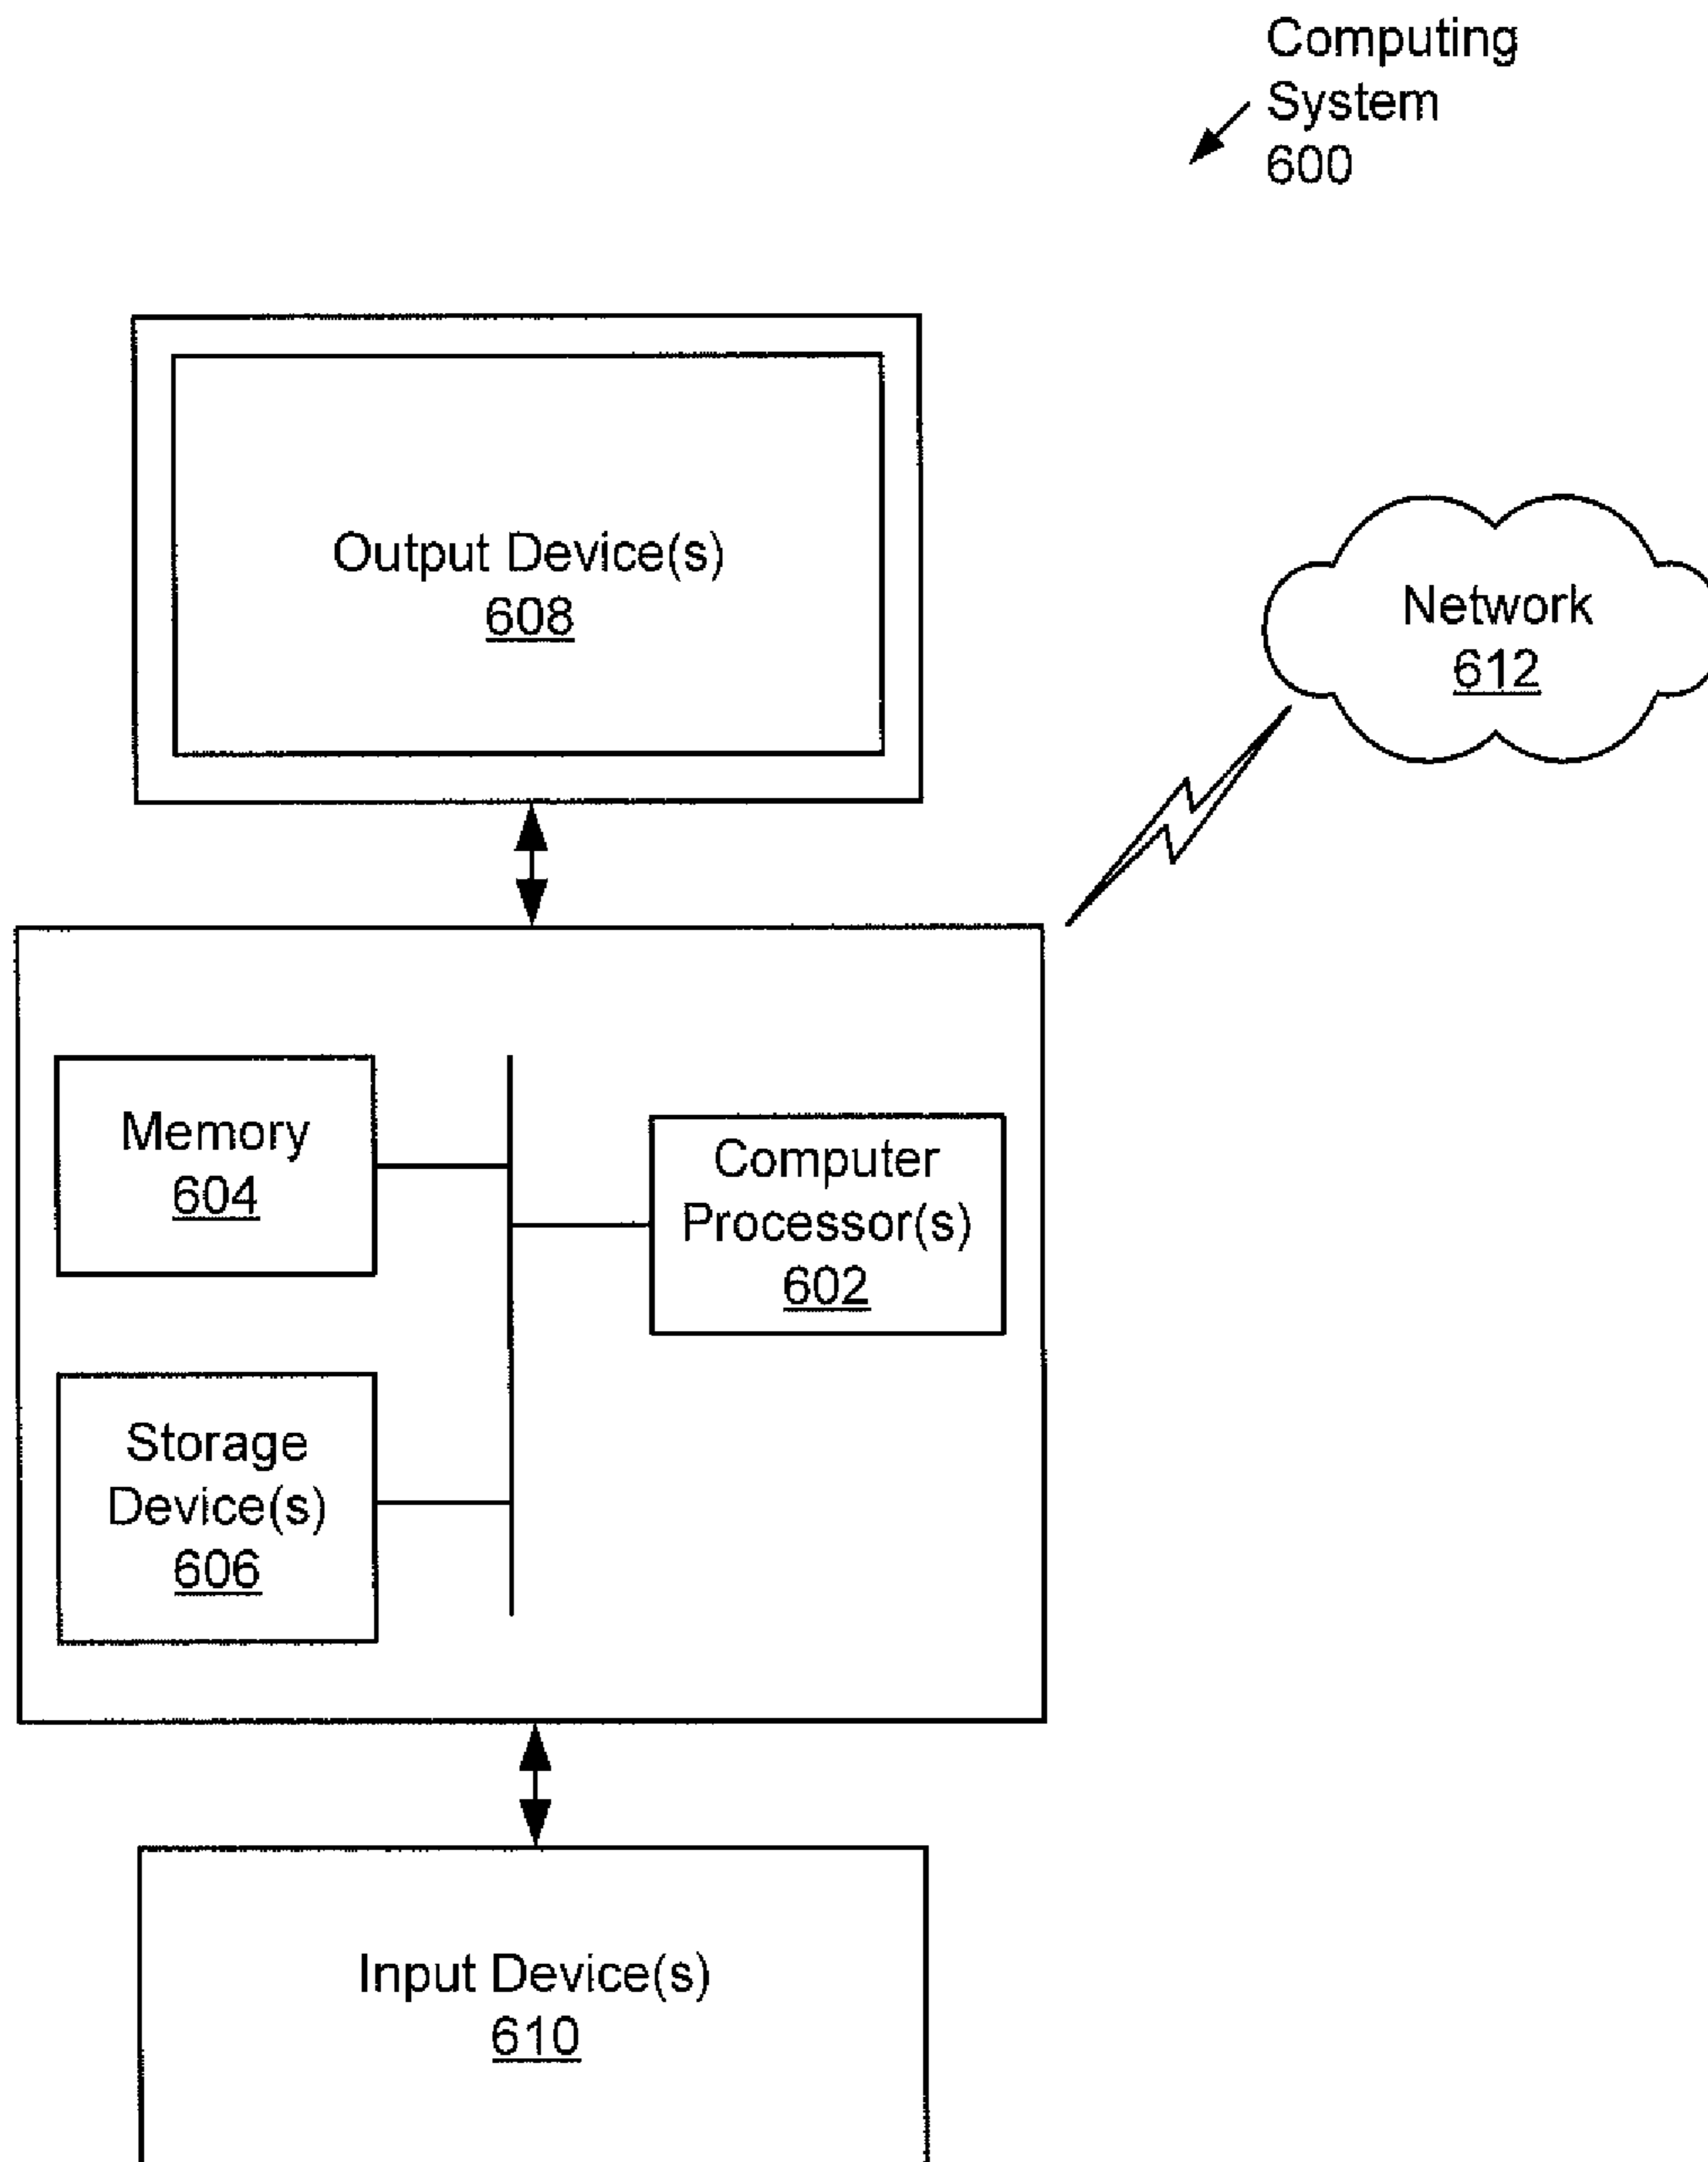 Computing
System
600
Output Device(s)
608
Network
612
Memory
604
Computer
Processor(s)
602
Storage
Device(s)
606
Input Device(s)
610